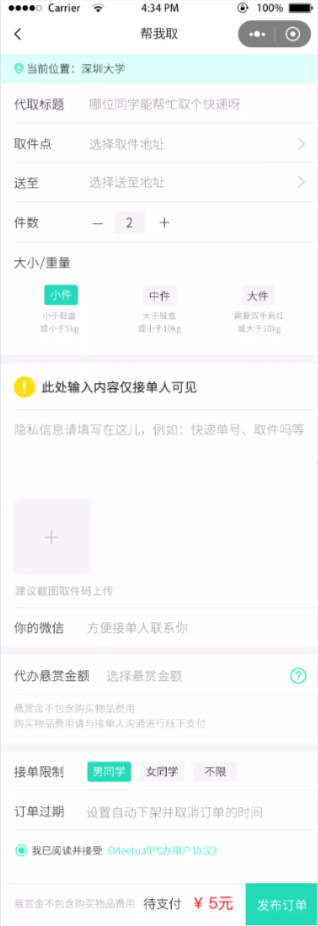 Carrier 4:34 PM 100%
帮我取
当前位置：深圳大学
代取标题 哪位同学能帮忙取个快递呀
取件点 选择取件地址
送至 选择送至地址
件数 — 2 +
大小/重量
小件 中件 大件
小于鞋盒 大于鞋盒 需要双手肩扛
或小于5kg 或小于10kg 或大于10kg
此处输入内容仅接单人可见
隐私信息请填写在这儿，例如：快递单号、取件吗等
+
建议截图取件码上传
你的微信 方便接单人联系你
代办悬赏金额 选择悬赏金额 ?
悬赏金不包含购买物品费用
购买物品费用请与接单人沟通进行线下支付
接单限制 男同学 女同学 不限
订单过期 设置自动下架并取消订单的时间
我已阅读并接受《Meetuall代办用户协议》
悬赏金不包含购买物品费用 待支付 ¥ 5元 发布订单